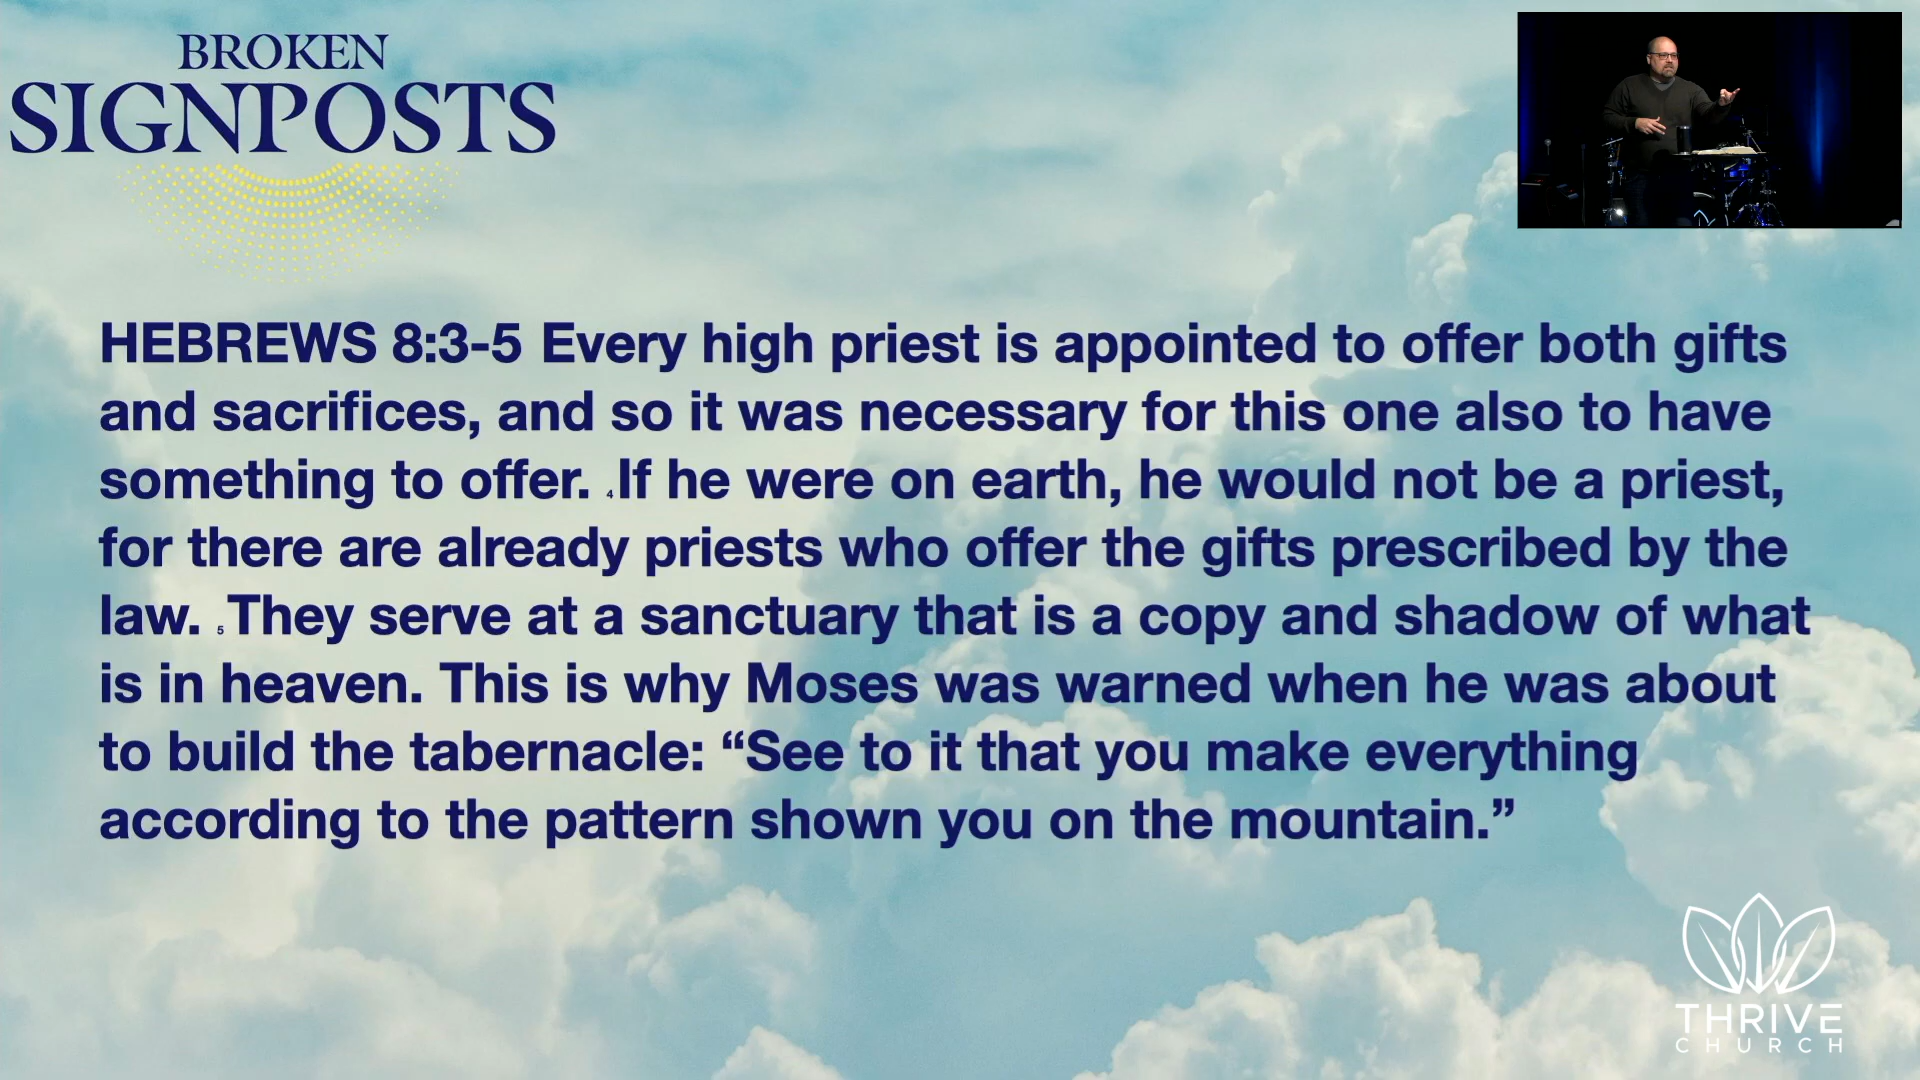 BROKEN
SIGNPOSTS
HEBREWS 8:3-5 Every high priest is appointed to offer both gifts
and sacrifices, and so it was necessary for this one also to have
something to offer. 4 If he were on earth, he would not be a priest,
for there are already priests who offer the gifts prescribed by the
law. 5 They serve at a sanctuary that is a copy and shadow of what
is in heaven. This is why Moses was warned when he was about
to build the tabernacle: “See to it that you make everything
according to the pattern shown you on the mountain.”
THRIVE
CHURCH